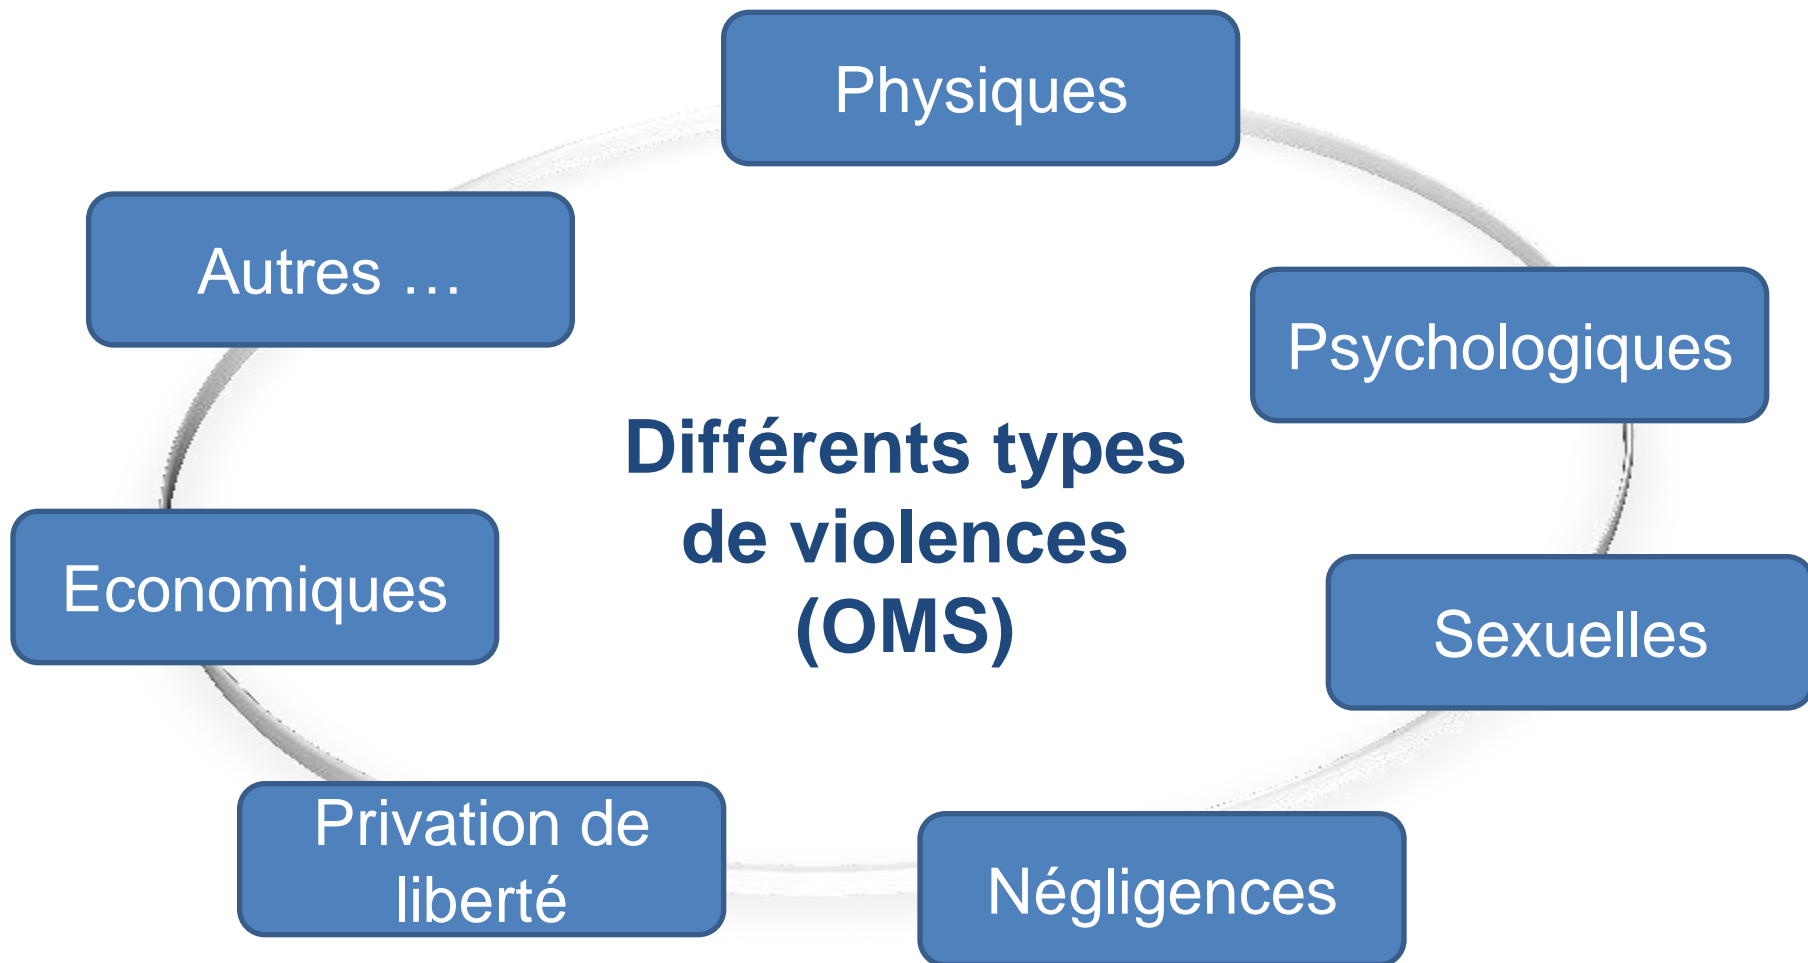 Physiques
Autres …
Psychologiques
Différents types
de violences
(OMS)
Economiques
Sexuelles
Privation de
liberté
Négligences